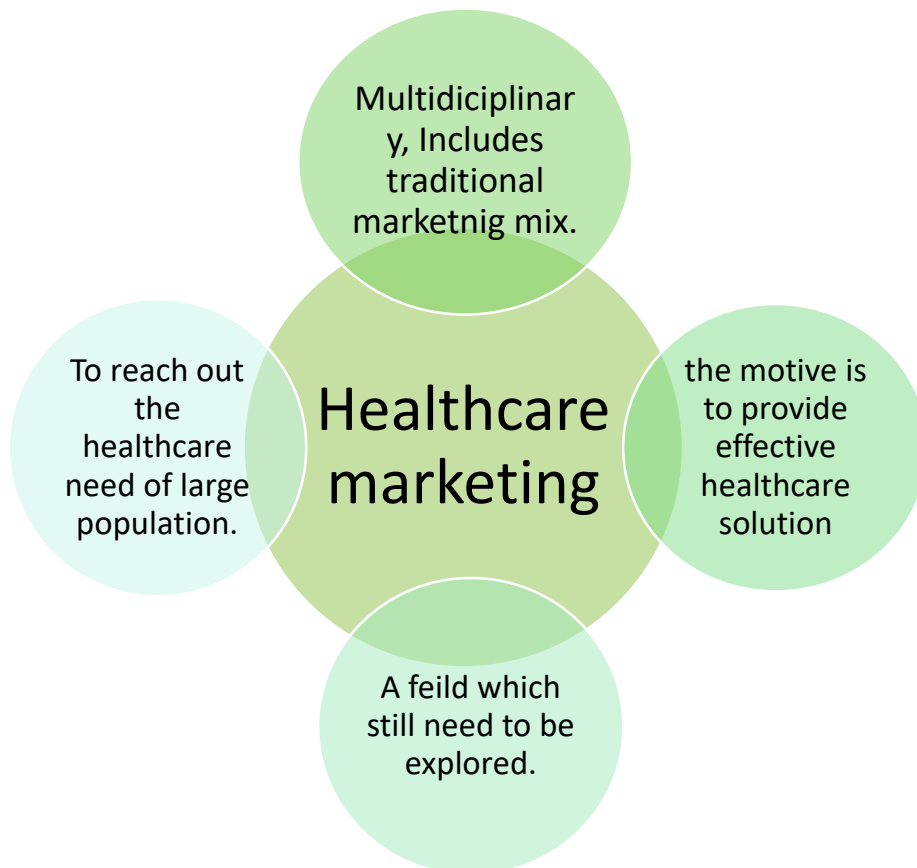 Multidiciplinar
y, Includes
traditional
marketnig mix.
To reach out
the
healthcare
need of large
population.
Healthcare
marketing
the motive is
to provide
effective
healthcare
solution
A feild which
still need to be
explored.